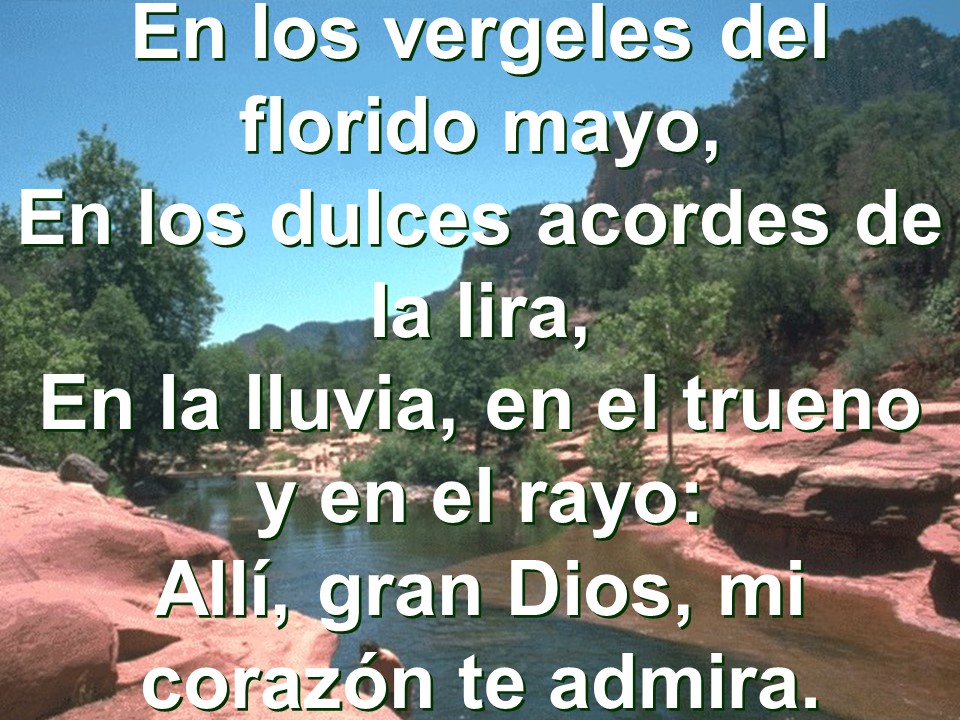 En los vergeles del
florido mayo,
En los dulces acordes de
la lira,
En la lluvia, en el trueno
y en el rayo:
Allí, gran Dios, mi
corazón te admira.